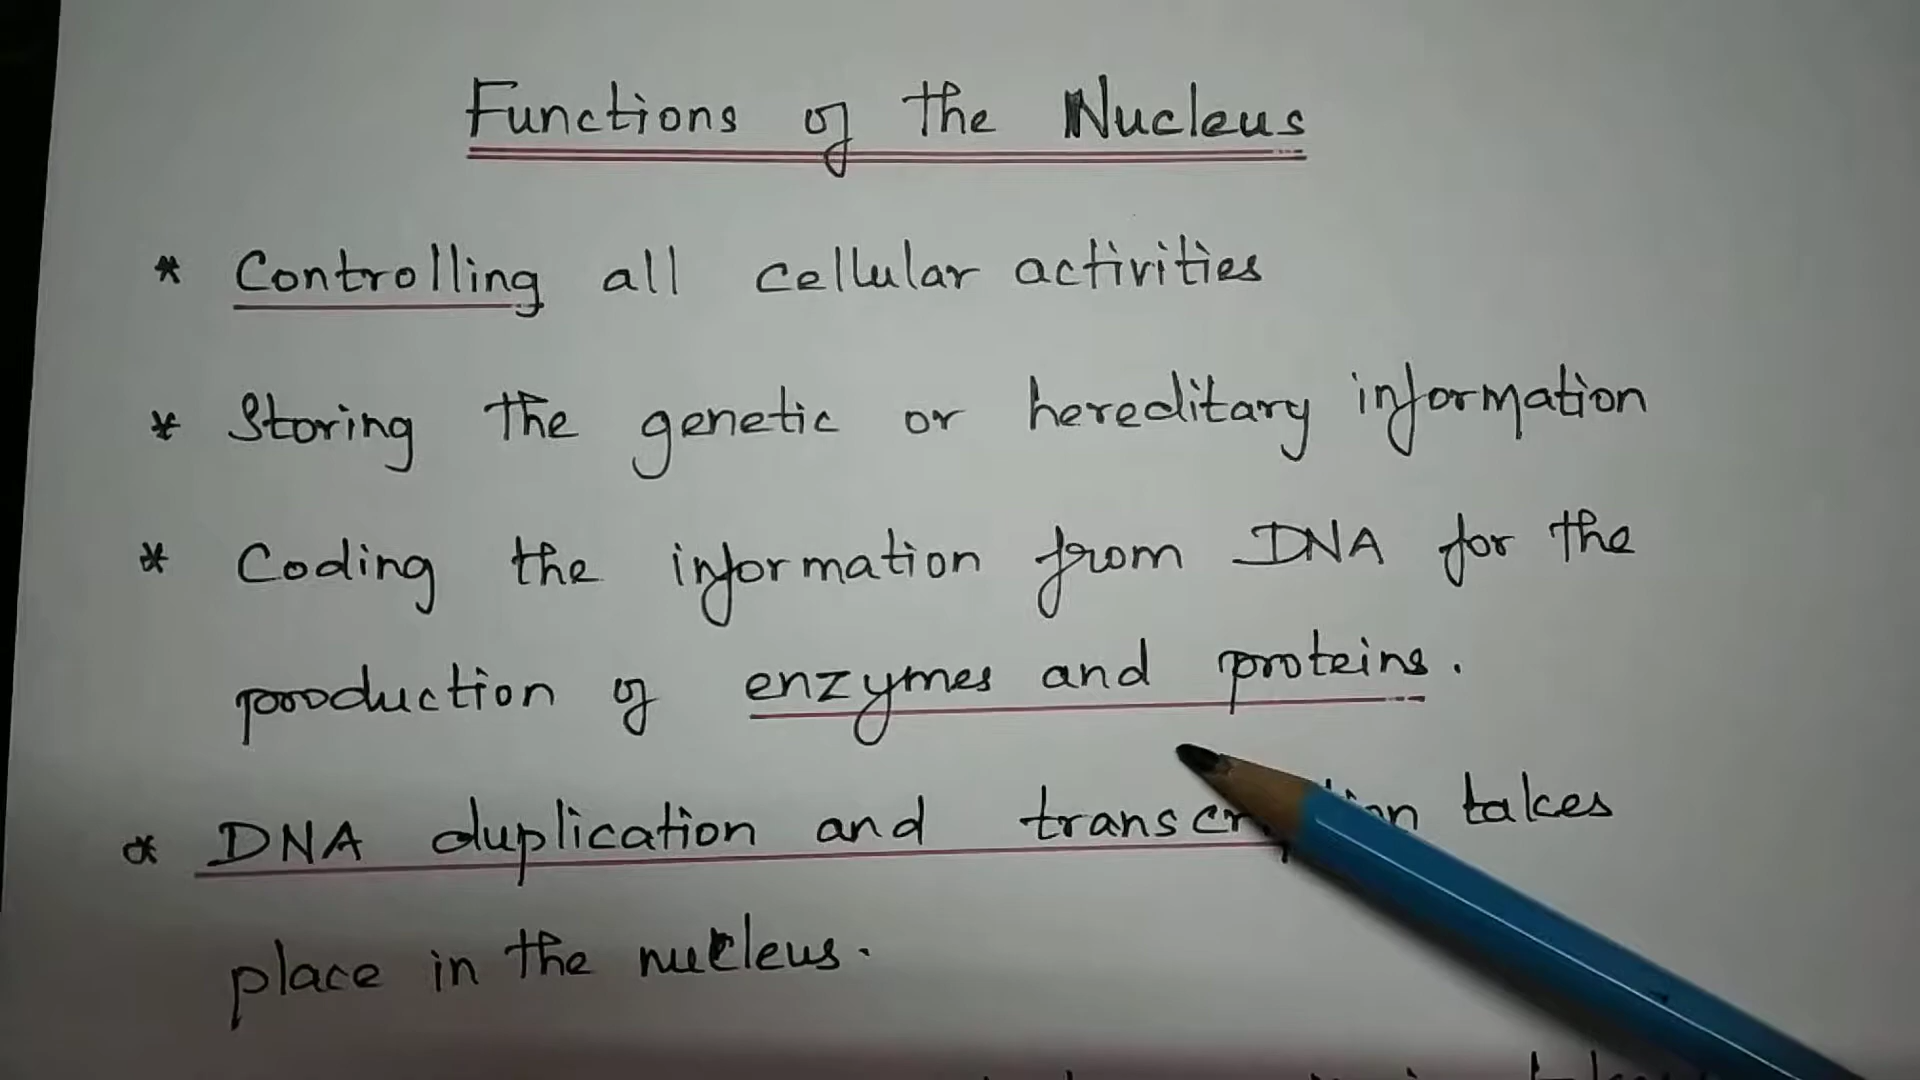 Functions of the Nucleus
* Controlling all cellular activities
* Storing the genetic or hereditary information
* Coding the information from DNA for the
production of enzymes and proteins.
* DNA duplication and transcription takes
place in the nucleus.